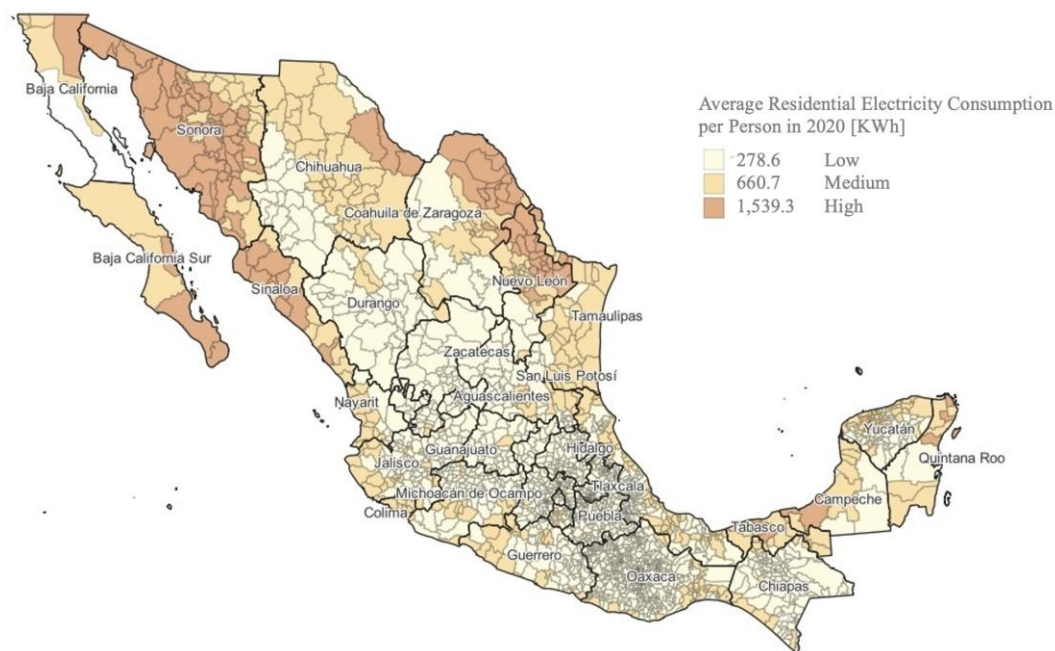 Average Residential Electricity Consumption
per Person in 2020 [KWh]
278.6 Low
660.7 Medium
1,539.3 High
Baja California
Sonora
Chihuahua
Coahuila de Zaragoza
Baja California Sur
Sinaloa
Nuevo León
Durango
Tamaulipas
Zacatecas
San Luis Potosí
Aguascalientes
Nayarit
Yucatán
Guanajuato
Hidalgo
Quintana Roo
Jalisco
Tlaxcala
Michoacán de Ocampo
Campeche
Colima
Puebla
Tabasco
Guerrero
Oaxaca
Chiapas